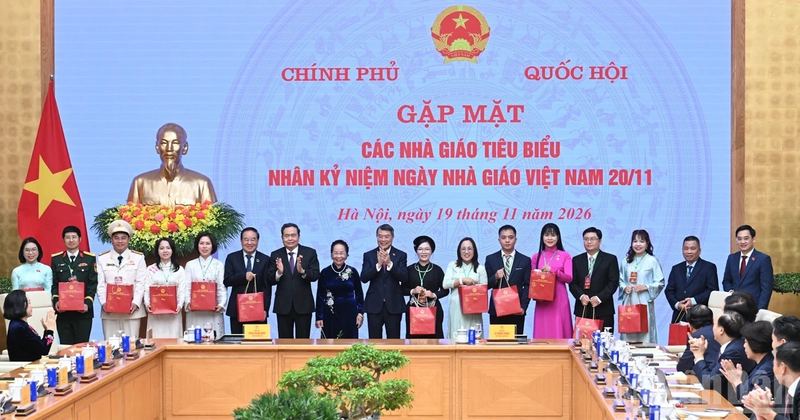 CHÍNH PHỦ QUỐC HỘI
GẶP MẶT
CÁC NHÀ GIÁO TIÊU BIỂU
NHÂN KỶ NIỆM NGÀY NHÀ GIÁO VIỆT NAM 20/11
Hà Nội, ngày 19 tháng 11 năm 2026